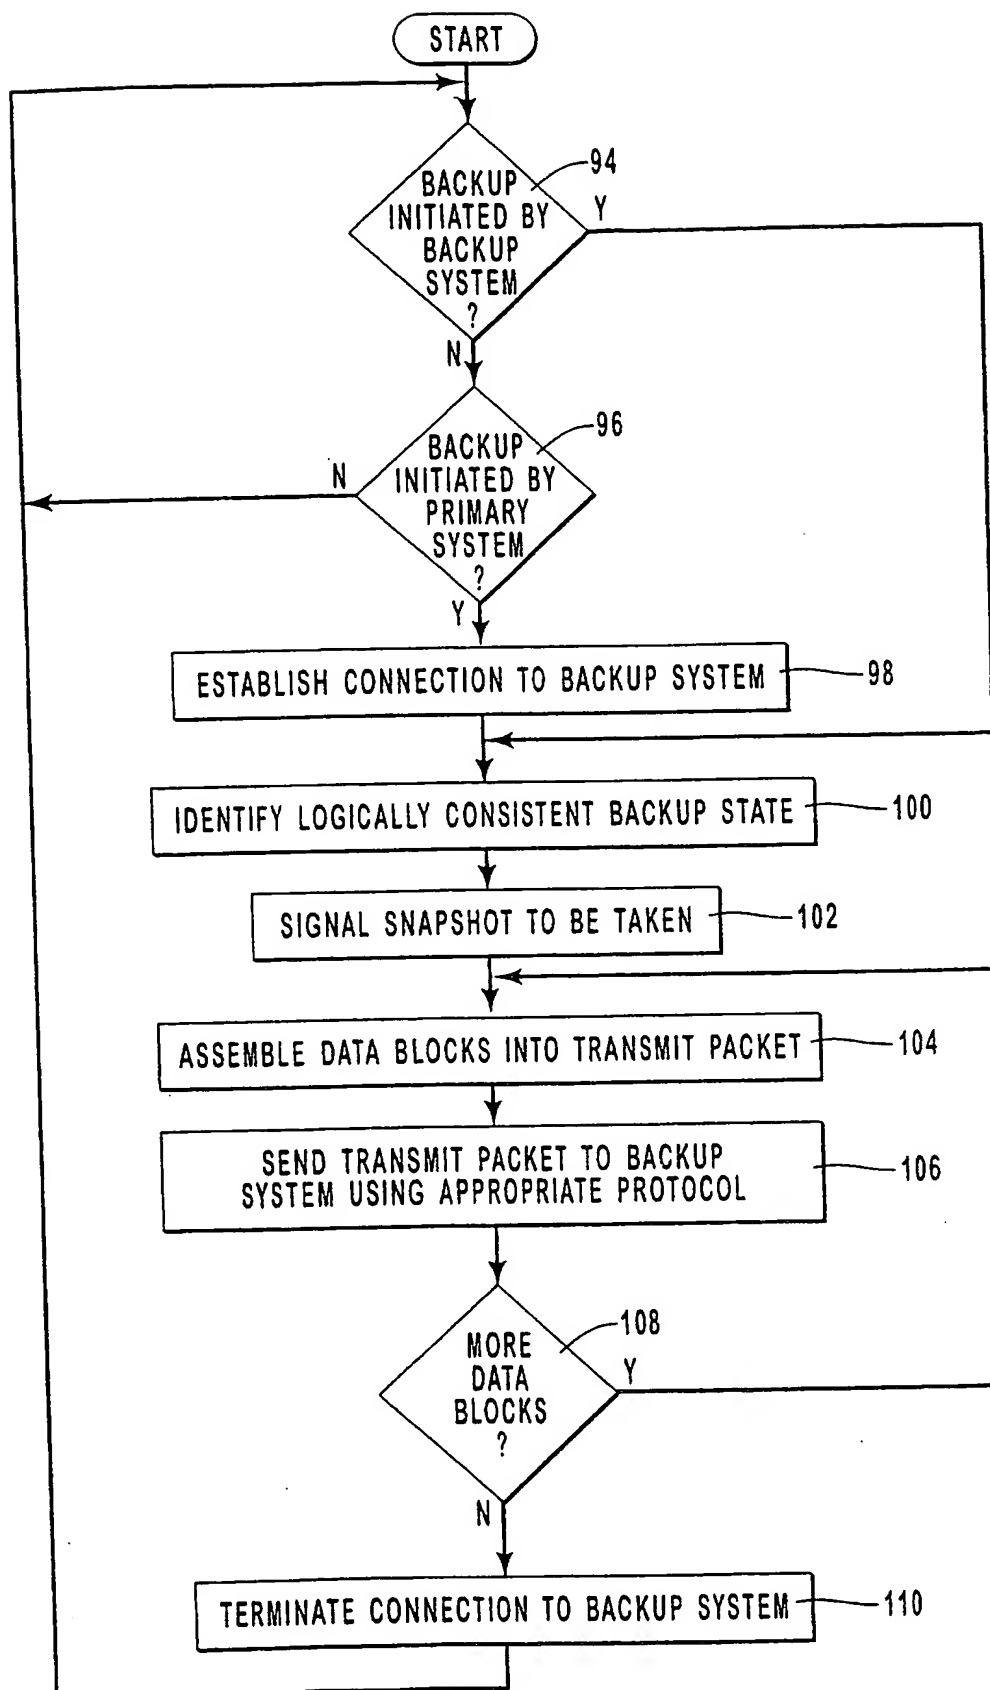 START
BACKUP
INITIATED BY
BACKUP
SYSTEM
?
94
Y
N
BACKUP
INITIATED BY
PRIMARY
SYSTEM
?
96
N
Y
ESTABLISH CONNECTION TO BACKUP SYSTEM
98
IDENTIFY LOGICALLY CONSISTENT BACKUP STATE
100
SIGNAL SNAPSHOT TO BE TAKEN
102
ASSEMBLE DATA BLOCKS INTO TRANSMIT PACKET
104
SEND TRANSMIT PACKET TO BACKUP
SYSTEM USING APPROPRIATE PROTOCOL
106
MORE
DATA
BLOCKS
?
108
Y
N
TERMINATE CONNECTION TO BACKUP SYSTEM
110